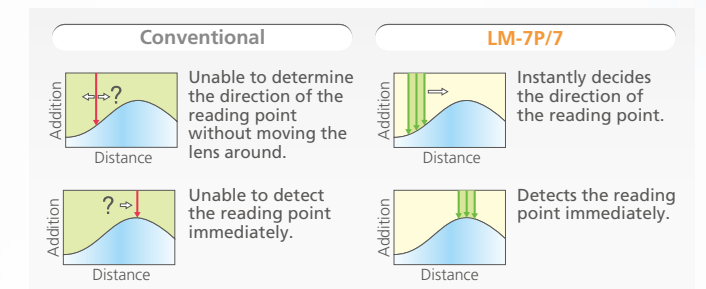 Conventional
LM-7P/7
Addition
?
Distance
Unable to determine
the direction of the
reading point
without moving the
lens around.
Addition
Distance
Instantly decides
the direction of
the reading point.
Addition
?
Distance
Unable to detect
the reading point
immediately.
Addition
Distance
Detects the reading
point immediately.